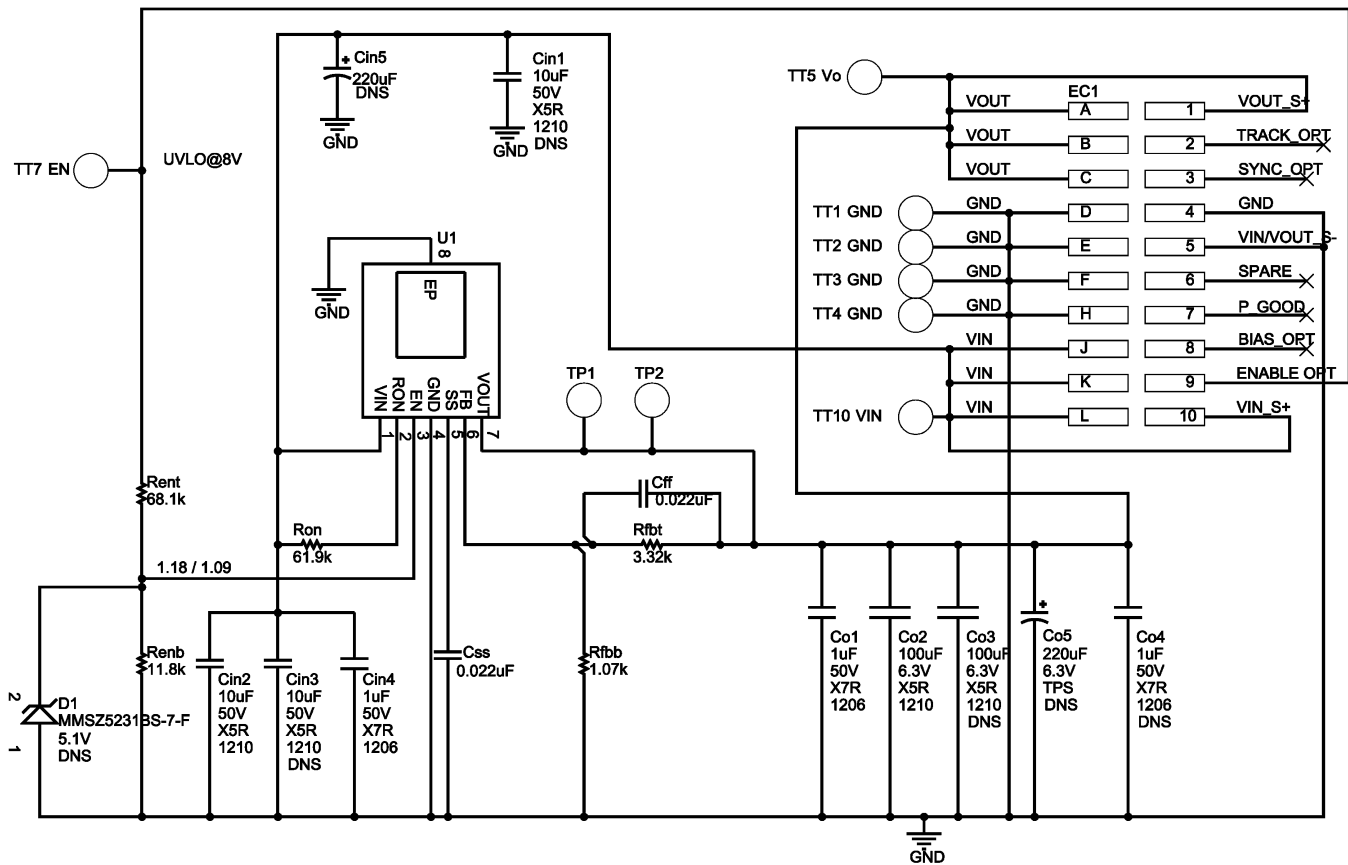 Cin5
+
220uF
DNS
GND
Cin1
10uF
50V
X5R
1210
DNS
GND
TT5 Vo
EC1
VOUT A 1 VOUT_S+
VOUT B 2 TRACK_OPT
VOUT C 3 SYNC_OPT
TT1 GND GND D 4 GND
TT2 GND GND E 5 VIN/VOUT_S-
TT3 GND GND F 6 SPARE
TT4 GND GND H 7 P_GOOD
VIN J 8 BIAS_OPT
VIN K 9 ENABLE OPT
TT10 VIN VIN L 10 VIN_S+
TT7 EN
UVLO@8V
U1
8
EP
GND
VIN
RON
EN
GND
SS
FB
VOUT
1
2
3
4
5
6
7
TP1
TP2
Rent
68.1k
Ron
61.9k
Cff
0.022uF
Rfbt
3.32k
1.18 / 1.09
Renb
11.8k
2
D1
MMSZ5231BS-7-F
5.1V
DNS
1
Cin2
10uF
50V
X5R
1210
Cin3
10uF
50V
X5R
1210
DNS
Cin4
1uF
50V
X7R
1206
Css
0.022uF
Rfbb
1.07k
Co1
1uF
50V
X7R
1206
Co2
100uF
6.3V
X5R
1210
Co3
100uF
6.3V
X5R
1210
DNS
+
Co5
220uF
6.3V
TPS
DNS
Co4
1uF
50V
X7R
1206
DNS
GND